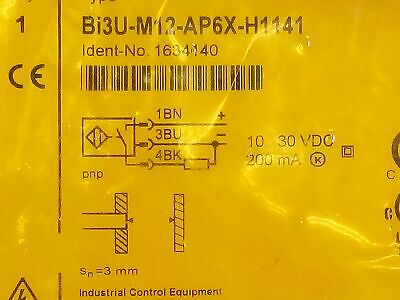 1
Bi3U-M12-AP6X-H1141
Ident-No. 1634140
CE
1BN +
3BU −
4BK
10...30 VDC
200 mA K
pnp
sn=3 mm
Industrial Control Equipment